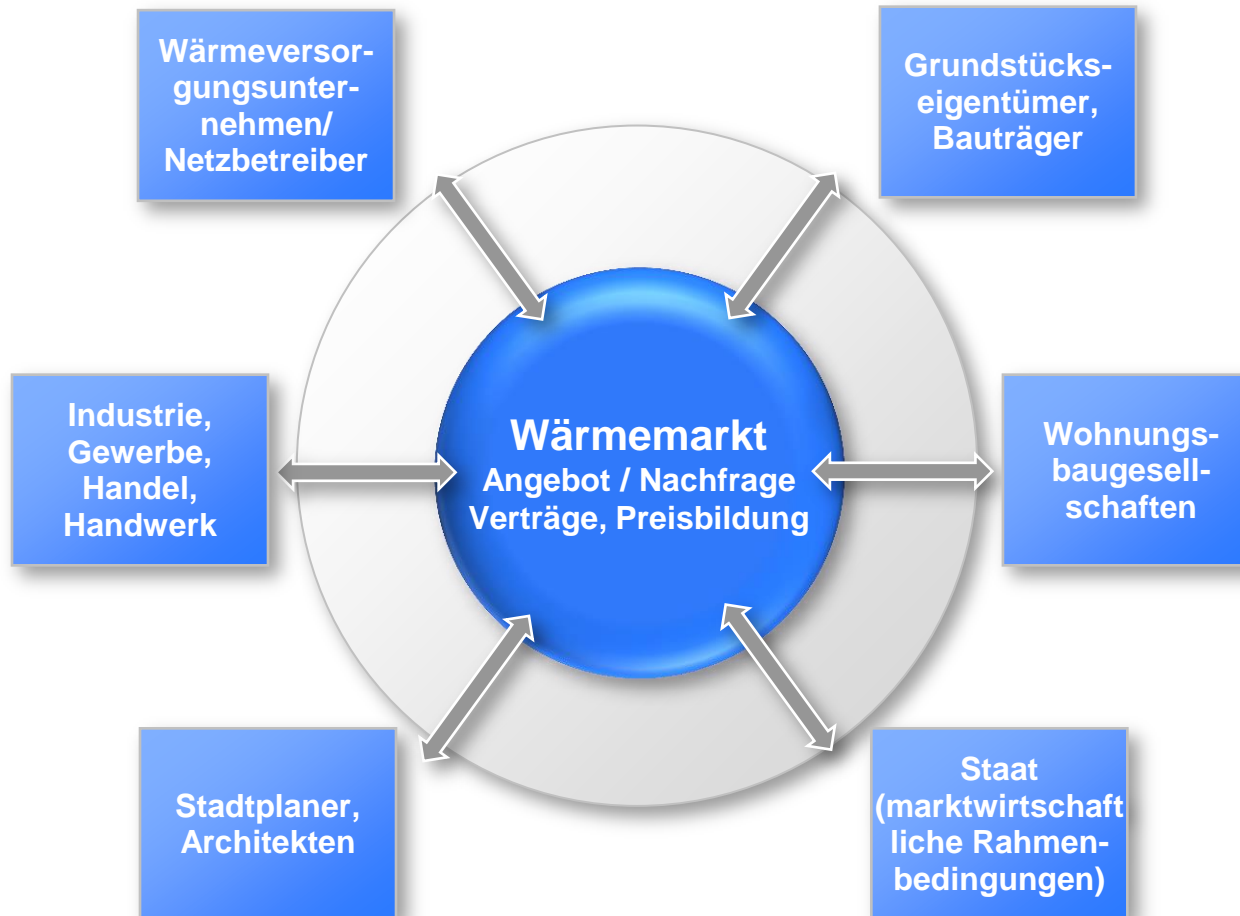 Wärmeversor-
gungsunter-
nehmen/
Netzbetreiber
Grundstücks-
eigentümer,
Bauträger
Industrie,
Gewerbe,
Handel,
Handwerk
Wärmemarkt
Angebot / Nachfrage
Verträge, Preisbildung
Wohnungs-
baugesell-
schaften
Stadtplaner,
Architekten
Staat
(marktwirtschaft
liche Rahmen-
bedingungen)